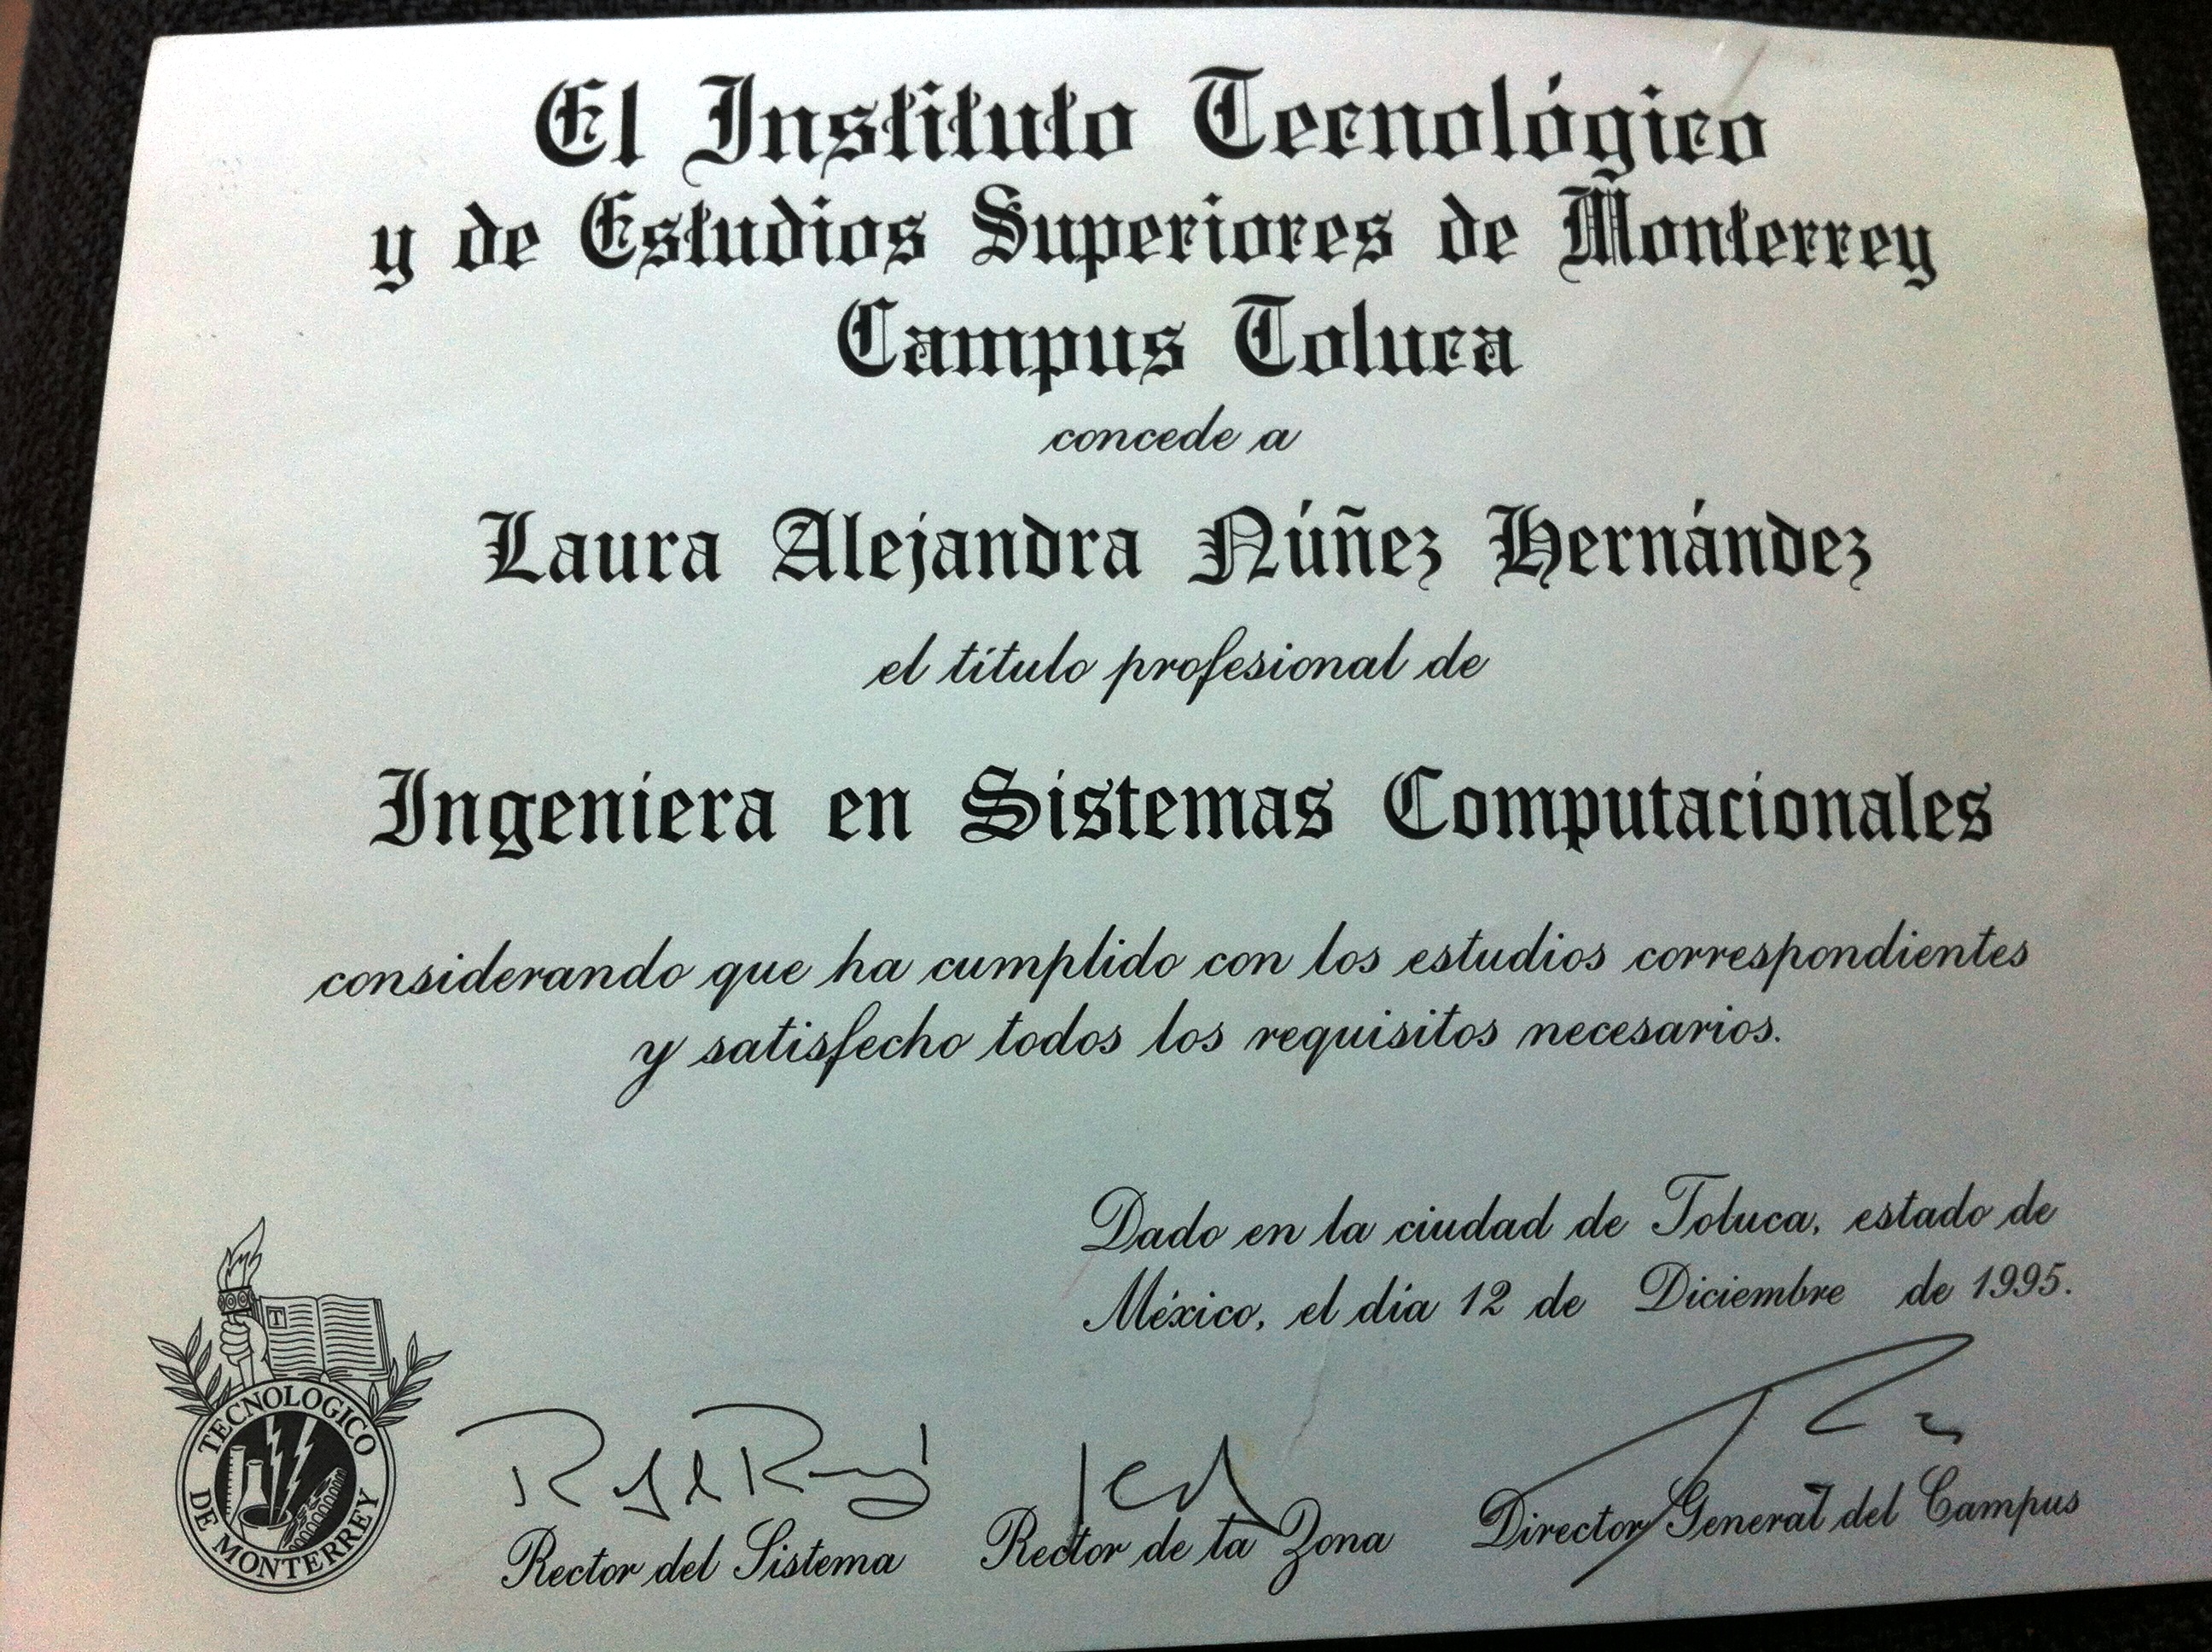 El Instituto Tecnológico
y de Estudios Superiores de Monterrey
Campus Toluca
concede a
Laura Alejandra Núñez Hernández
el título profesional de
Ingeniera en Sistemas Computacionales
considerando que ha cumplido con los estudios correspondientes
y satisfecho todos los requisitos necesarios.
Dado en la ciudad de Toluca, estado de
México, el día 12 de Diciembre de 1995.
TECNOLOGICO DE MONTERREY
Rector del Sistema Rector de la Zona Director General del Campus